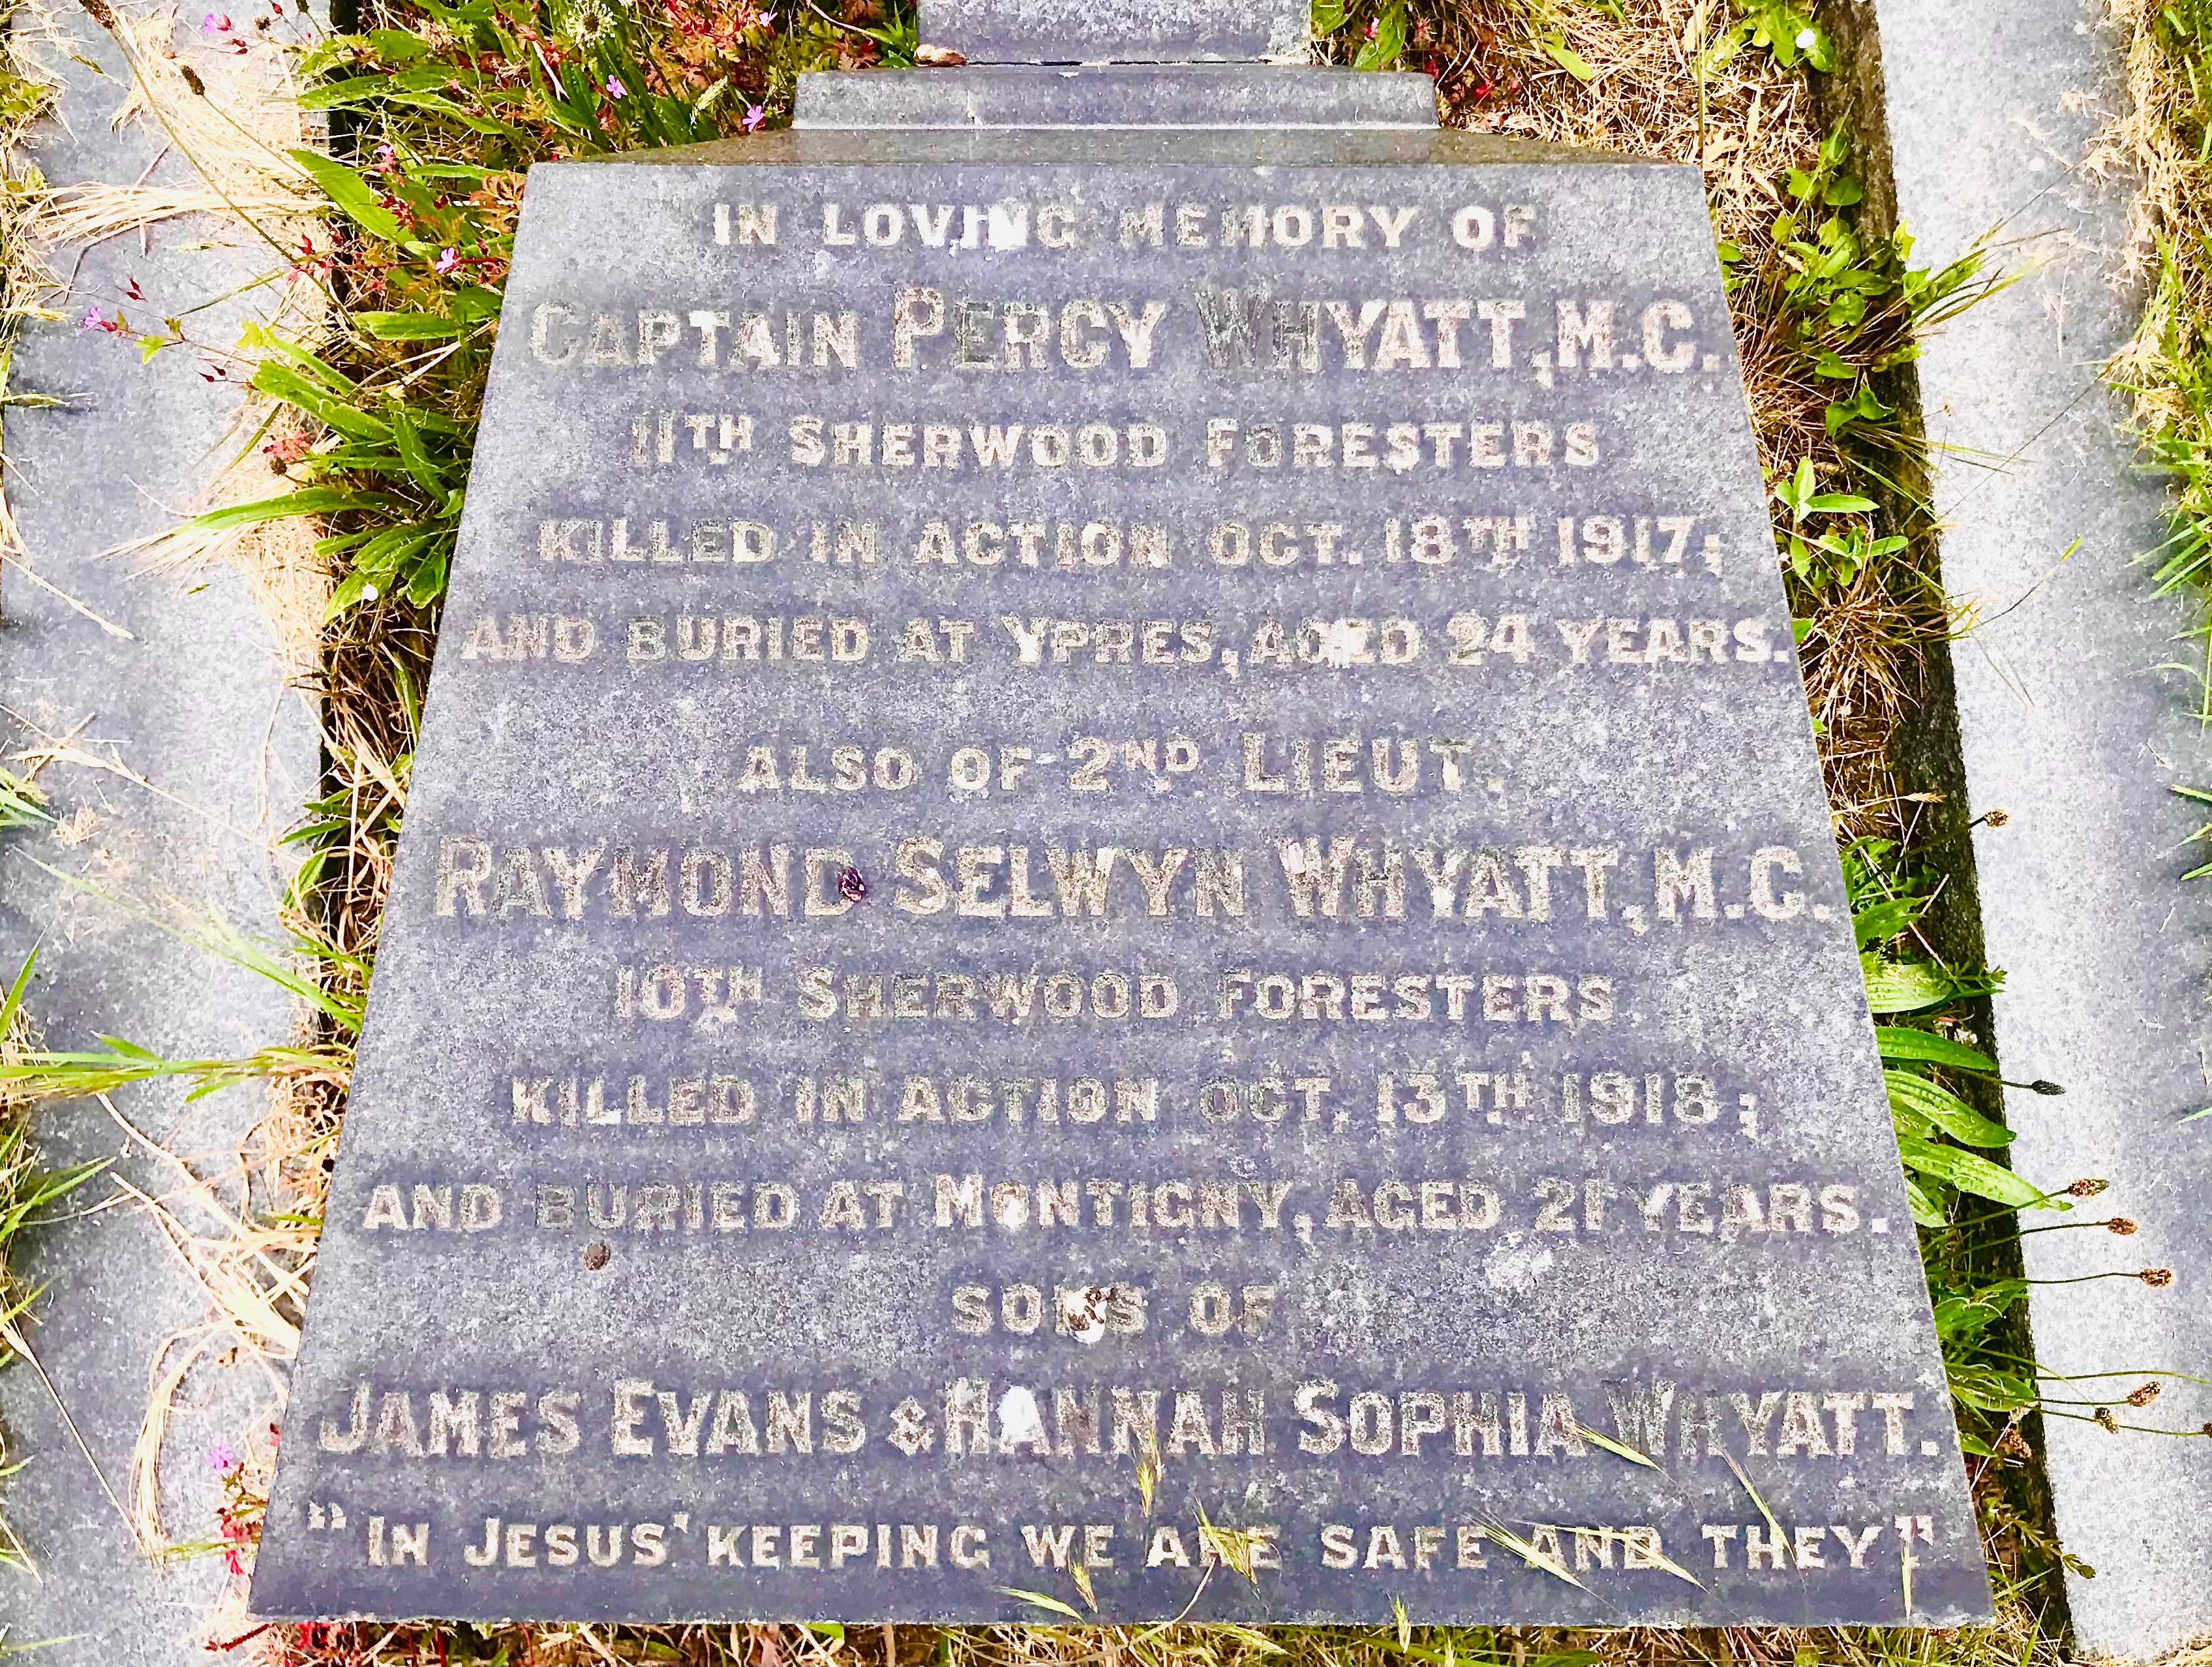 IN LOVING MEMORY OF
CAPTAIN PERCY WHYATT, M.C.
11TH SHERWOOD FORESTERS
KILLED IN ACTION OCT. 18TH 1917;
AND BURIED AT YPRES, AGED 24 YEARS.
ALSO OF 2ND LIEUT.
RAYMOND SELWYN WHYATT, M.C.
10TH SHERWOOD FORESTERS
KILLED IN ACTION OCT. 13TH 1918;
AND BURIED AT MONTIGNY, AGED 21 YEARS.
SONS OF
JAMES EVANS & HANNAH SOPHIA WHYATT.
"IN JESUS' KEEPING WE ARE SAFE AND THEY"